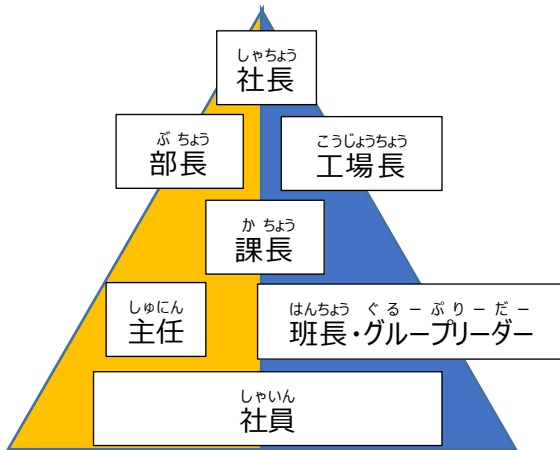 しゃちょう
社長
ぶちょう
部長
こうじょうちょう
工場長
かちょう
課長
しゅにん
主任
はんちょう ぐるーぷりーだー
班長・グループリーダー
しゃいん
社員